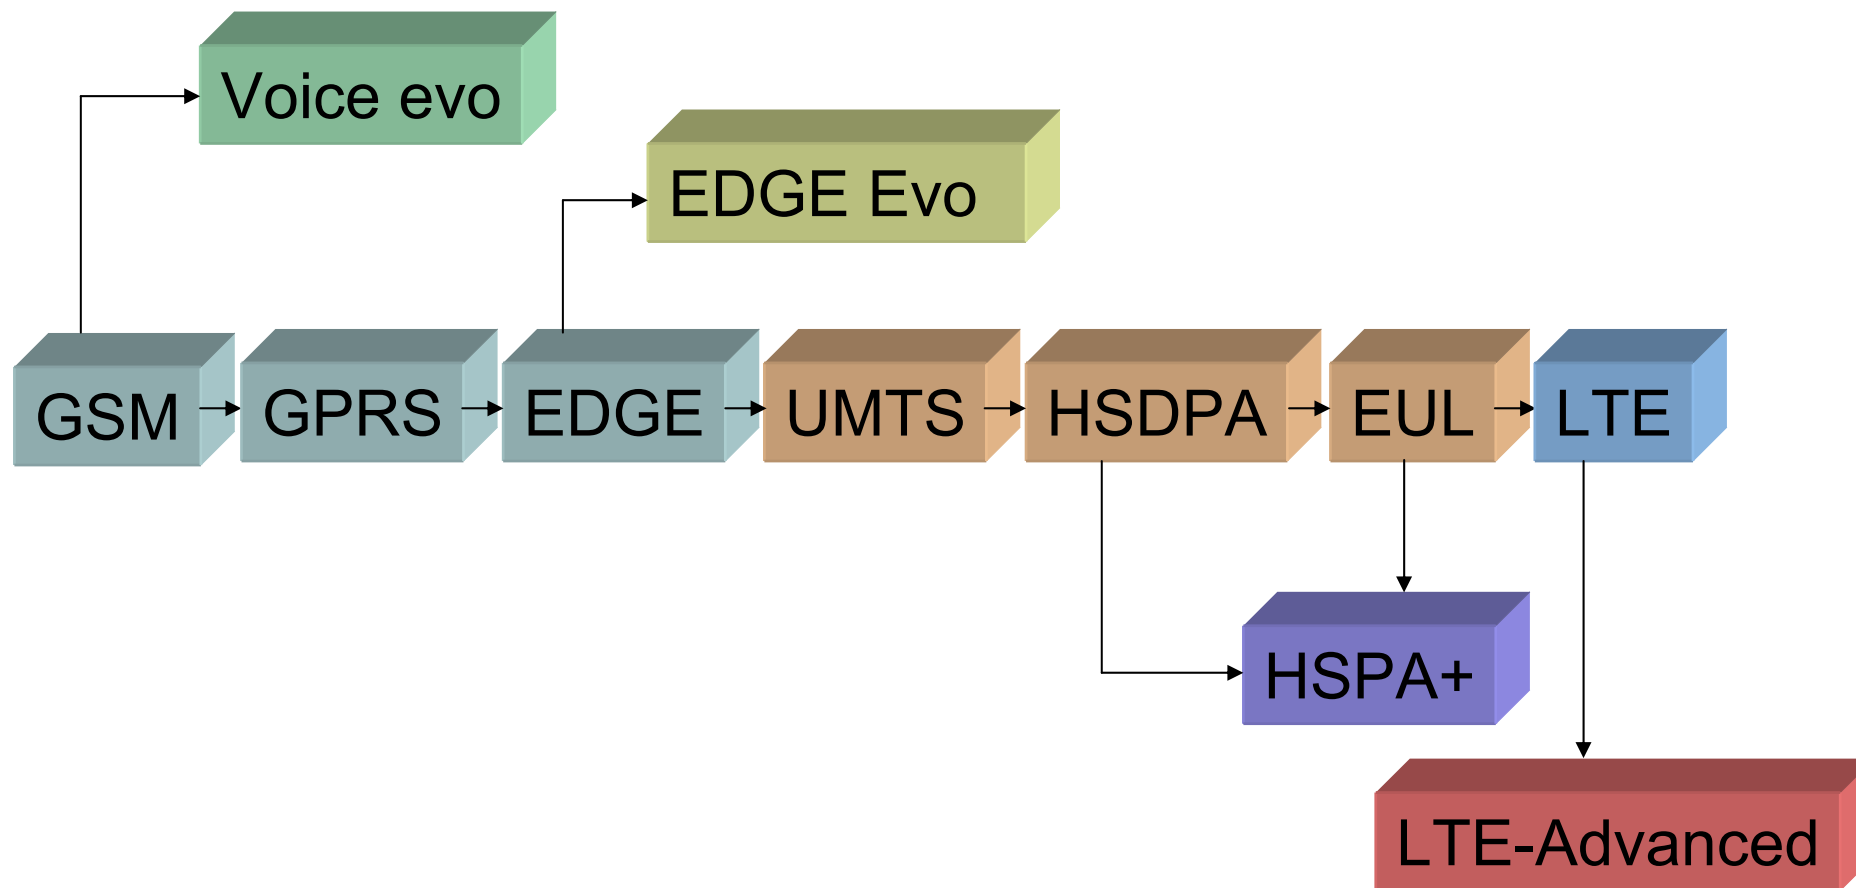 Voice evo
EDGE Evo
GSM
GPRS
EDGE
UMTS
HSDPA
EUL
LTE
HSPA+
LTE-Advanced